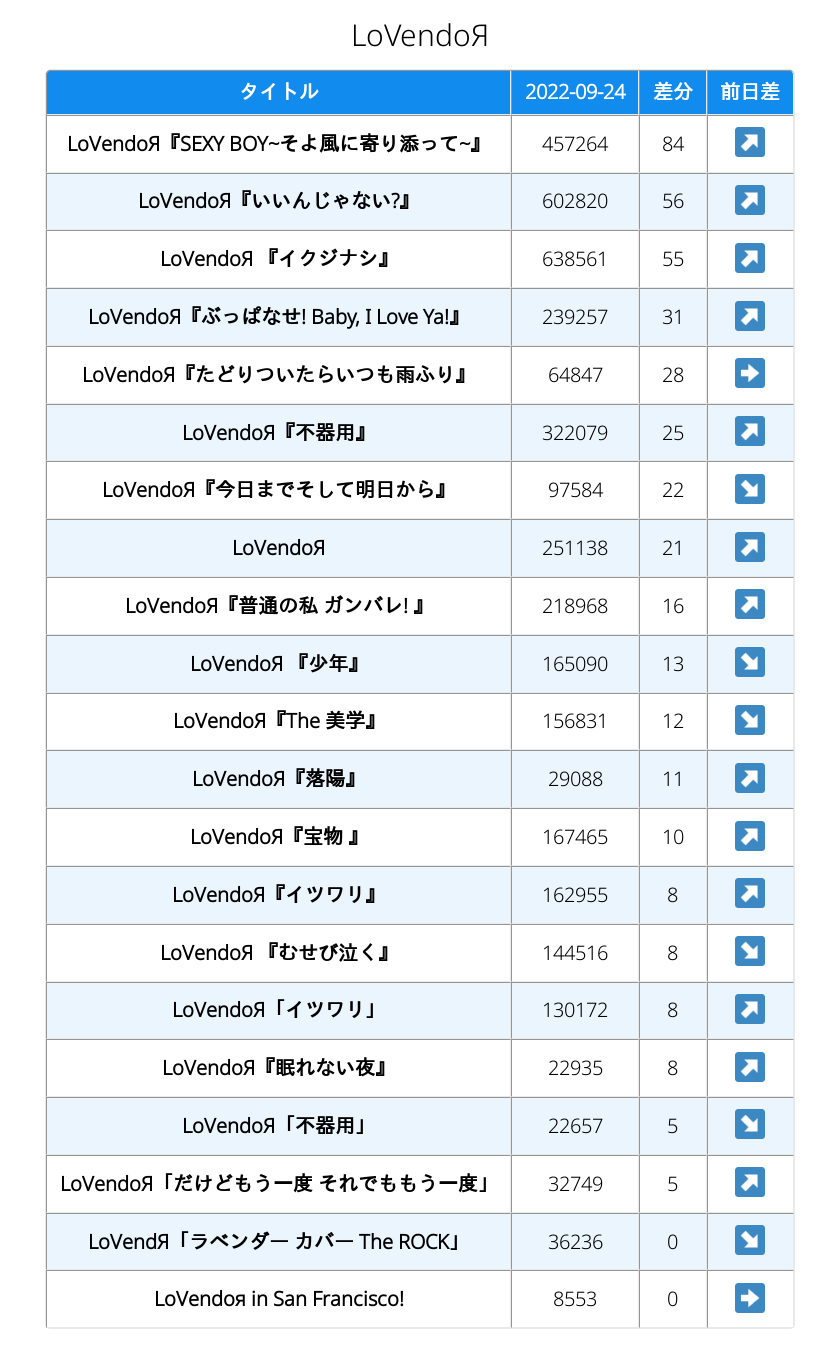 LoVendoЯ
タイトル 2022-09-24 差分 前日差
LoVendoЯ『SEXY BOY~そよ風に寄り添って~』 457264 84 ↗
LoVendoЯ『いいんじゃない?』 602820 56 ↗
LoVendoЯ 『イクジナシ』 638561 55 ↗
LoVendoЯ『ぶっぱなせ! Baby, I Love Ya!』 239257 31 ↗
LoVendoЯ『たどりついたらいつも雨ふり』 64847 28 ➡
LoVendoЯ『不器用』 322079 25 ↗
LoVendoЯ『今日までそして明日から』 97584 22 ↘
LoVendoЯ 251138 21 ↗
LoVendoЯ『普通の私 ガンバレ! 』 218968 16 ↗
LoVendoЯ 『少年』 165090 13 ↘
LoVendoЯ『The 美学』 156831 12 ↘
LoVendoЯ『落陽』 29088 11 ↗
LoVendoЯ『宝物 』 167465 10 ↗
LoVendoЯ『イツワリ』 162955 8 ↗
LoVendoЯ 『むせび泣く』 144516 8 ↘
LoVendoЯ「イツワリ」 130172 8 ↗
LoVendoЯ『眠れない夜』 22935 8 ↗
LoVendoЯ「不器用」 22657 5 ↘
LoVendoЯ「だけどもう一度 それでももう一度」 32749 5 ↗
LoVendЯ「ラベンダー カバー The ROCK」 36236 0 ↘
LoVendoя in San Francisco! 8553 0 ➡